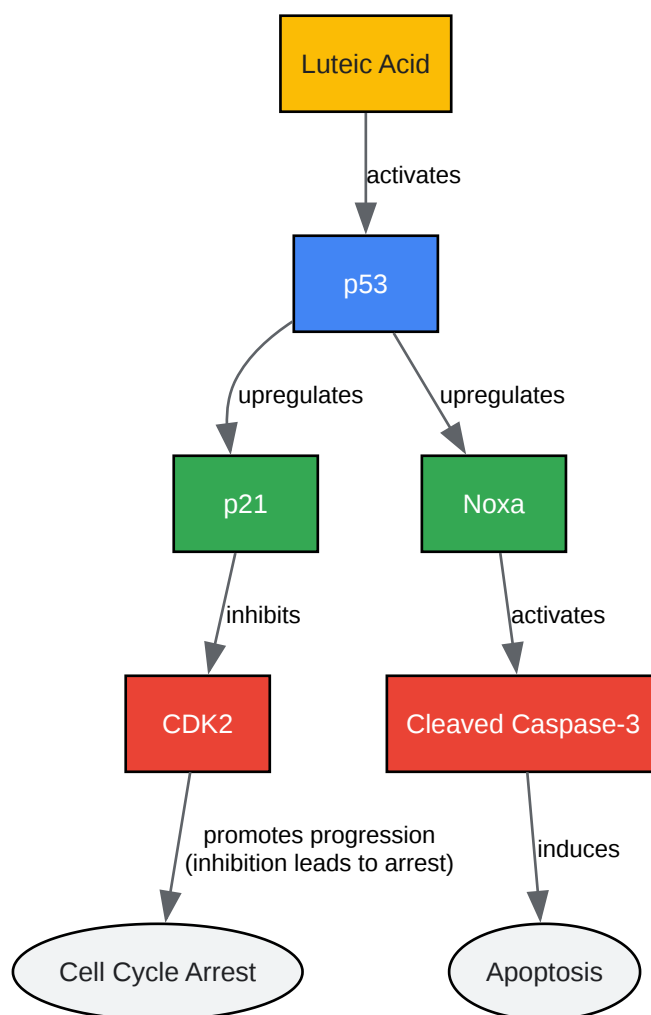 Luteic Acid
activates
p53
upregulates
upregulates
p21
Noxa
inhibits
activates
CDK2
Cleaved Caspase-3
promotes progression
(inhibition leads to arrest)
induces
Cell Cycle Arrest
Apoptosis